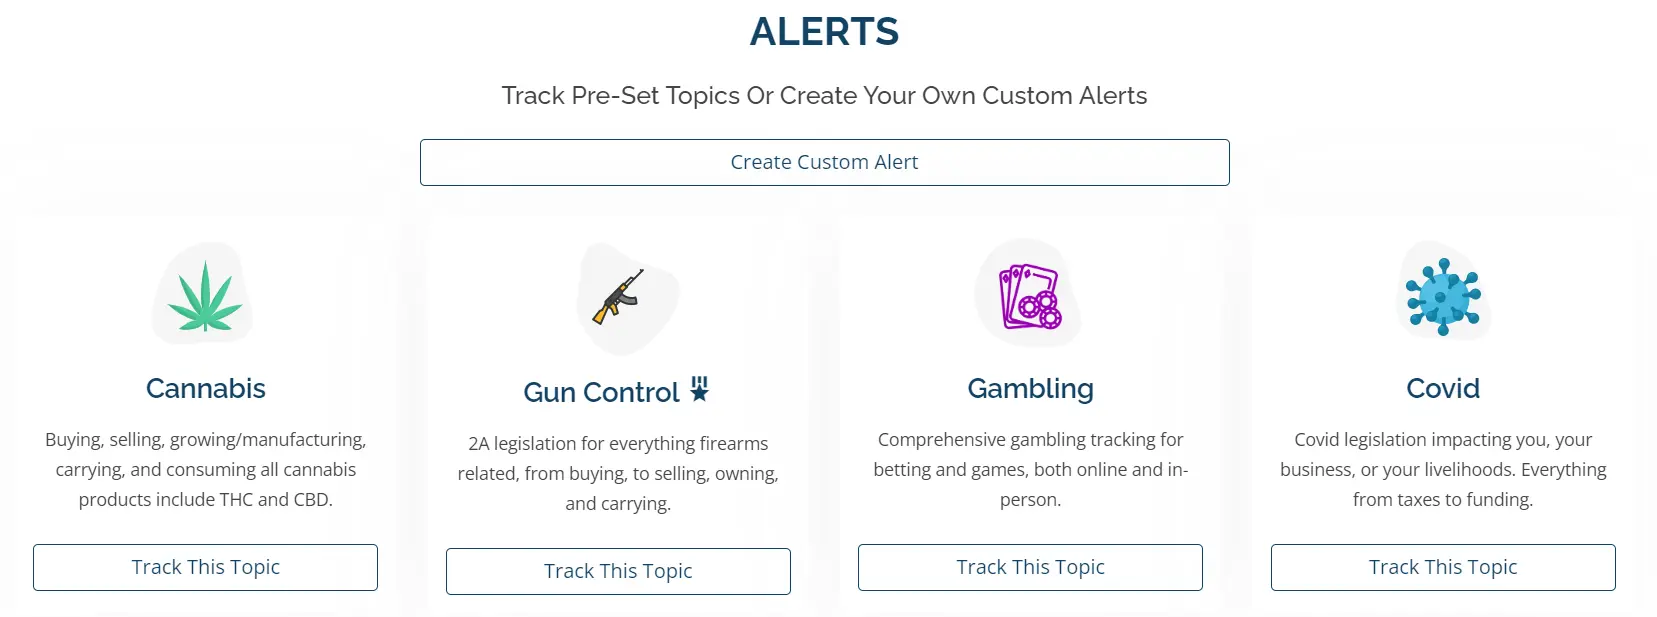 ALERTS
Track Pre-Set Topics Or Create Your Own Custom Alerts
Create Custom Alert
Cannabis
Buying, selling, growing/manufacturing,
carrying, and consuming all cannabis
products include THC and CBD.
Track This Topic
Gun Control
2A legislation for everything firearms
related, from buying, to selling, owning,
and carrying.
Track This Topic
Gambling
Comprehensive gambling tracking for
betting and games, both online and in-
person.
Track This Topic
Covid
Covid legislation impacting you, your
business, or your livelihoods. Everything
from taxes to funding.
Track This Topic